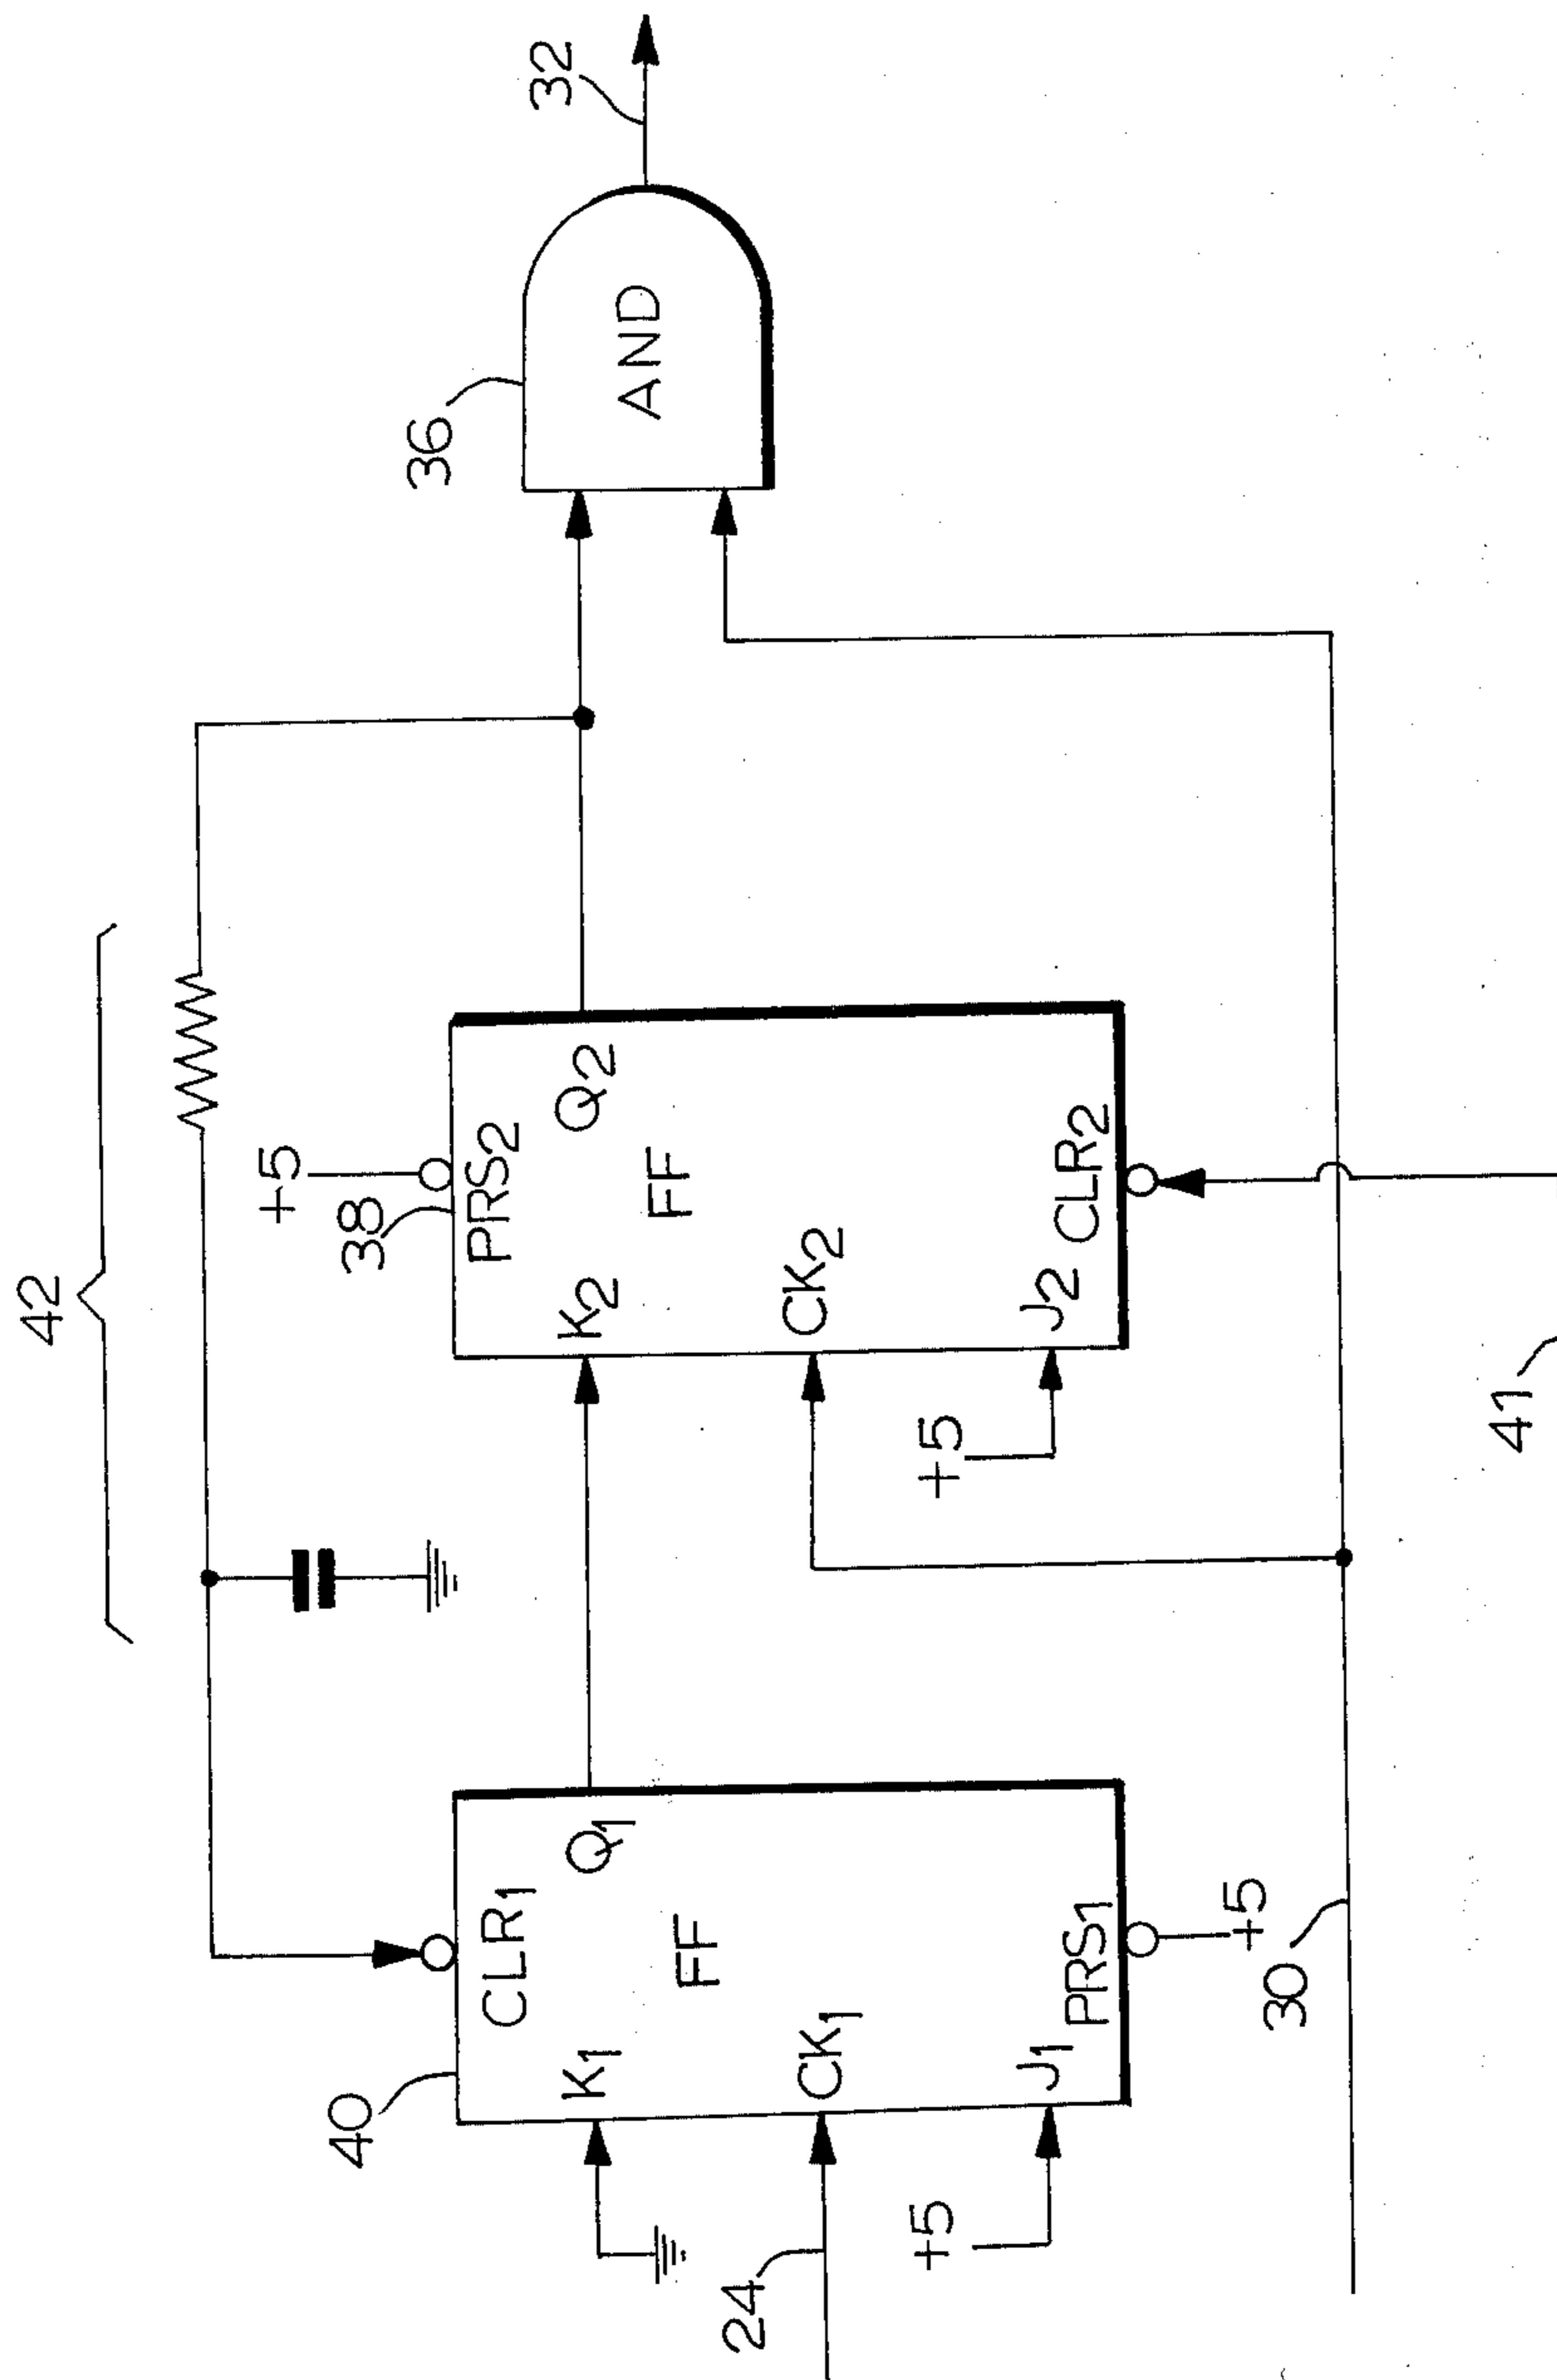 42
+5
38
PRS2
Q2
FF
K2
CK2
J2
CLR2
+5
40
CLR1
Q1
FF
K1
CK1
J1
PRS1
+5
+5
24
30
41
36
AND
32